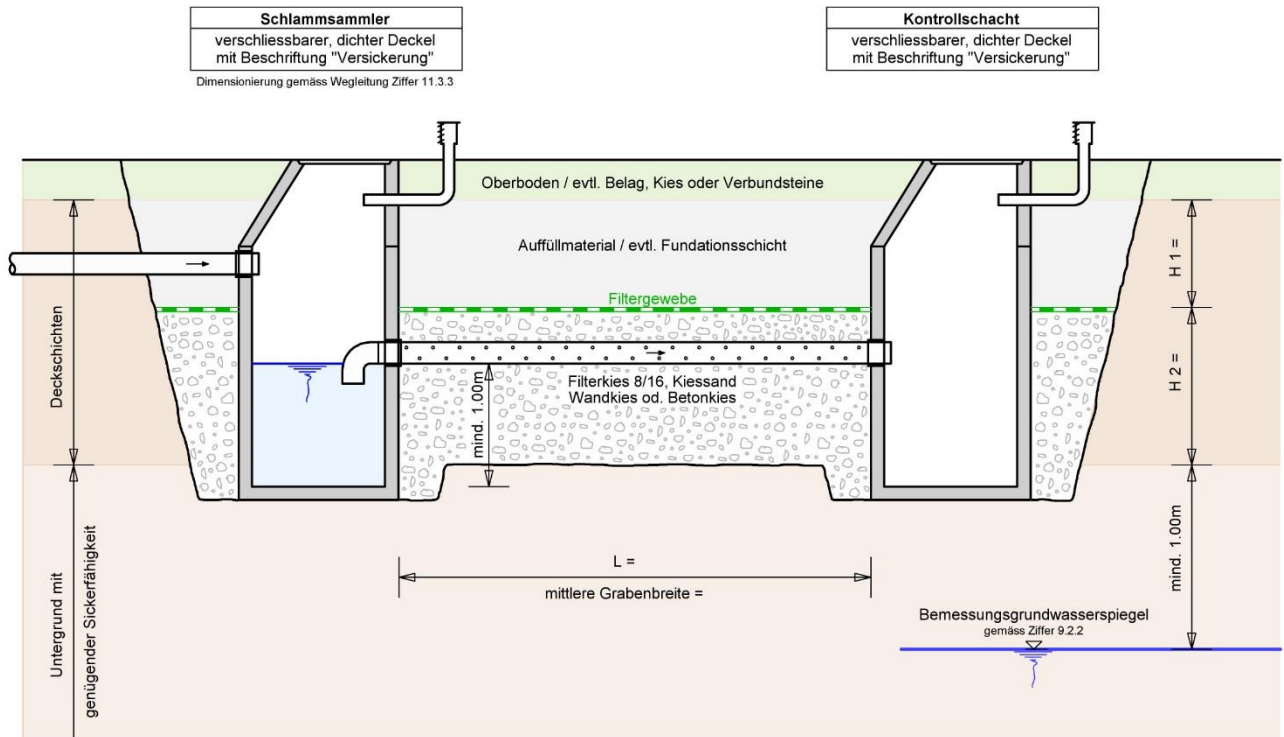 Schlammsammler
verschliessbarer, dichter Deckel
mit Beschriftung "Versickerung"
Dimensionierung gemäss Wegleitung Ziffer 11.3.3
Kontrollschacht
verschliessbarer, dichter Deckel
mit Beschriftung "Versickerung"
Oberboden / evtl. Belag, Kies oder Verbundsteine
Auffüllmaterial / evtl. Fundationsschicht
Filtergewebe
Filterkies 8/16, Kiessand
Wandkies od. Betonkies
mind. 1.00m
Deckschichten
Untergrund mit
genügender Sickerfähigkeit
H 1 =
H 2 =
mind. 1.00m
L =
mittlere Grabenbreite =
Bemessungsgrundwasserspiegel
gemäss Ziffer 9.2.2